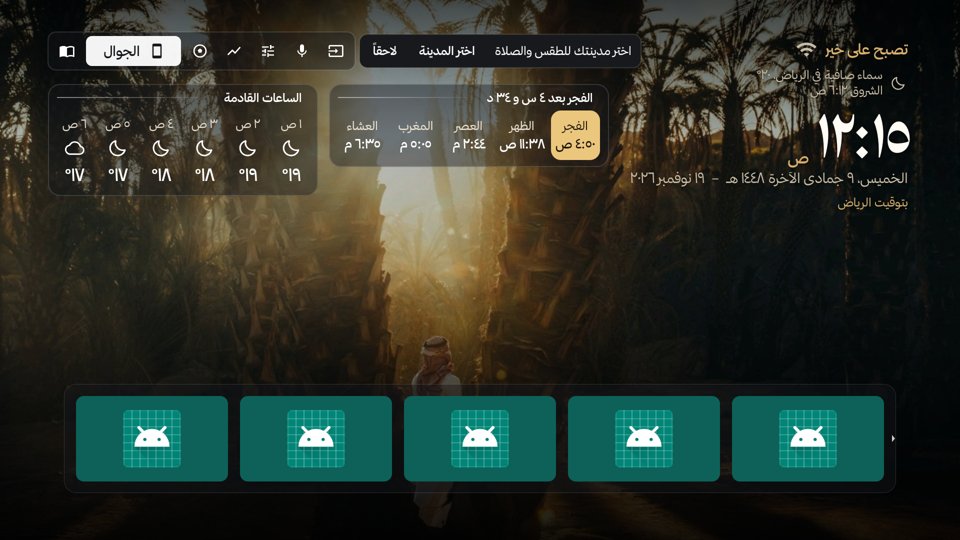 تصبح على خير
سماء صافية في الرياض، ٢٠°
الشروق ٦:١٢ ص
١٢:١٥ ص
الخميس، ٩ جمادى الآخرة ١٤٤٨ هـ – ١٩ نوفمبر ٢٠٢٦
بتوقيت الرياض
اختر مدينتك للطقس والصلاة
اختر المدينة
لاحقاً
الجوال
الفجر بعد ٤ س و ٣٤ د
الفجر الظهر العصر المغرب العشاء
٤:٥٠ ص ١١:٣٨ ص ٢:٤٤ م ٥:٠٥ م ٦:٣٥ م
الساعات القادمة
١ ص ٢ ص ٣ ص ٤ ص ٥ ص ٦ ص
١٩° ١٩° ١٨° ١٨° ١٧° ١٧°